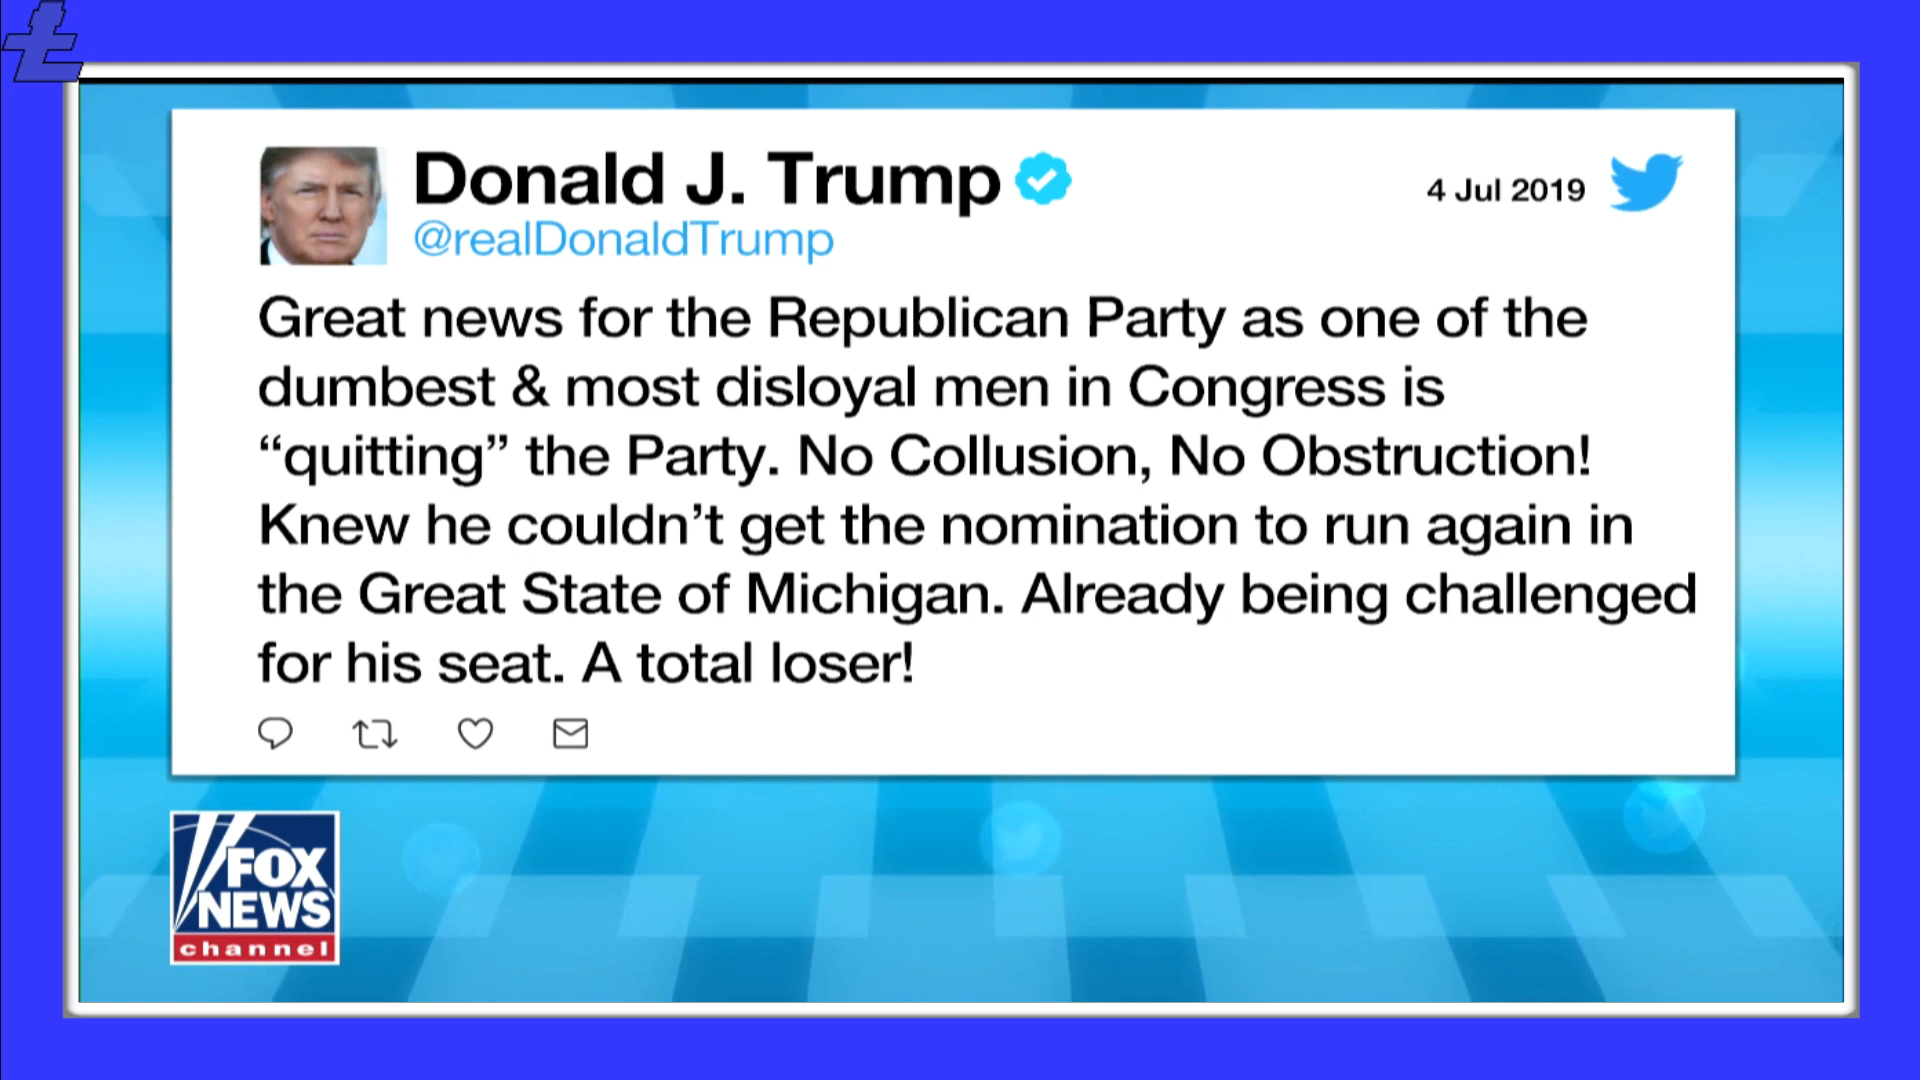 Donald J. Trump
@realDonaldTrump
4 Jul 2019
Great news for the Republican Party as one of the
dumbest & most disloyal men in Congress is
“quitting” the Party. No Collusion, No Obstruction!
Knew he couldn’t get the nomination to run again in
the Great State of Michigan. Already being challenged
for his seat. A total loser!
FOX
NEWS
channel